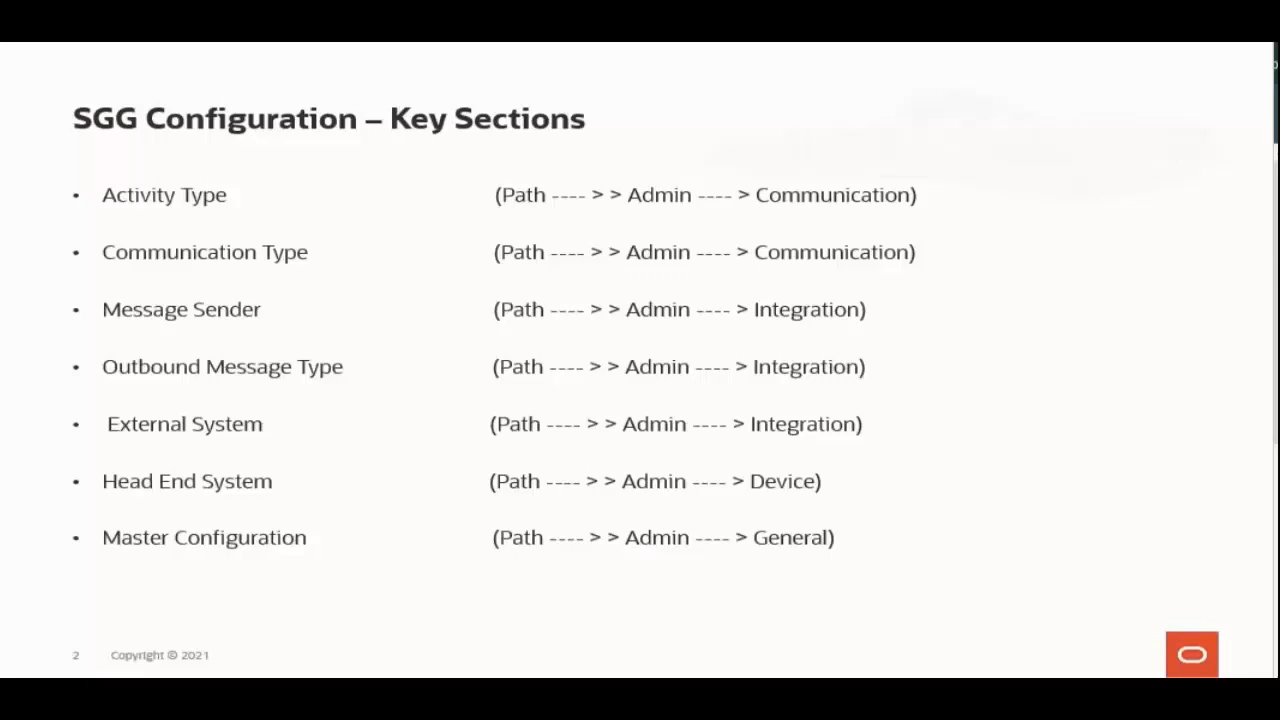 SGG Configuration – Key Sections
• Activity Type (Path ---- > > Admin ---- > Communication)
• Communication Type (Path ---- > > Admin ---- > Communication)
• Message Sender (Path ---- > > Admin ---- > Integration)
• Outbound Message Type (Path ---- > > Admin ---- > Integration)
• External System (Path ---- > > Admin ---- > Integration)
• Head End System (Path ---- > > Admin ---- > Device)
• Master Configuration (Path ---- > > Admin ---- > General)
2 Copyright © 2021